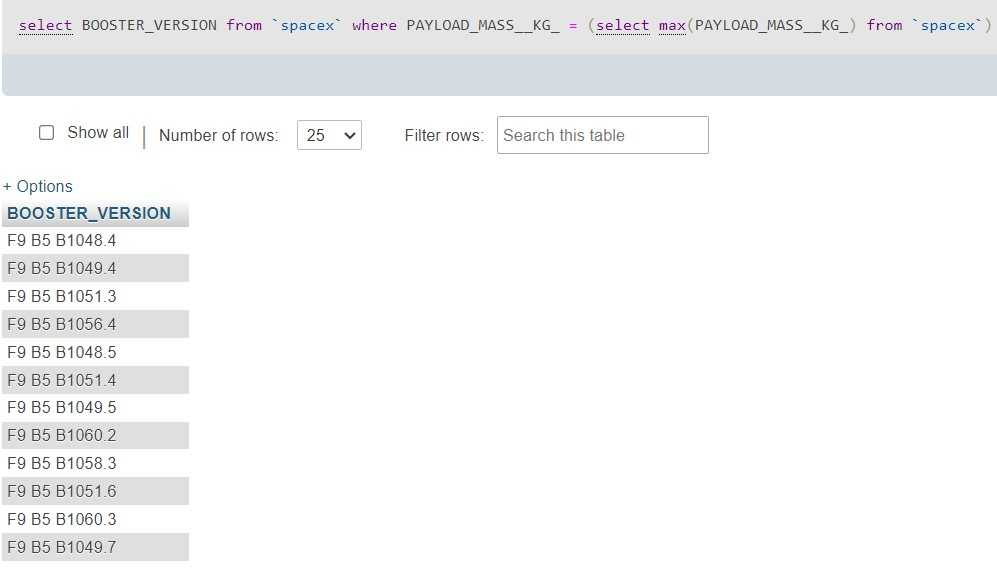 select BOOSTER_VERSION from `spacex` where PAYLOAD_MASS__KG_ = (select max(PAYLOAD_MASS__KG_) from `spacex`)
Show all | Number of rows: 25 Filter rows: Search this table
+ Options
BOOSTER_VERSION
F9 B5 B1048.4
F9 B5 B1049.4
F9 B5 B1051.3
F9 B5 B1056.4
F9 B5 B1048.5
F9 B5 B1051.4
F9 B5 B1049.5
F9 B5 B1060.2
F9 B5 B1058.3
F9 B5 B1051.6
F9 B5 B1060.3
F9 B5 B1049.7